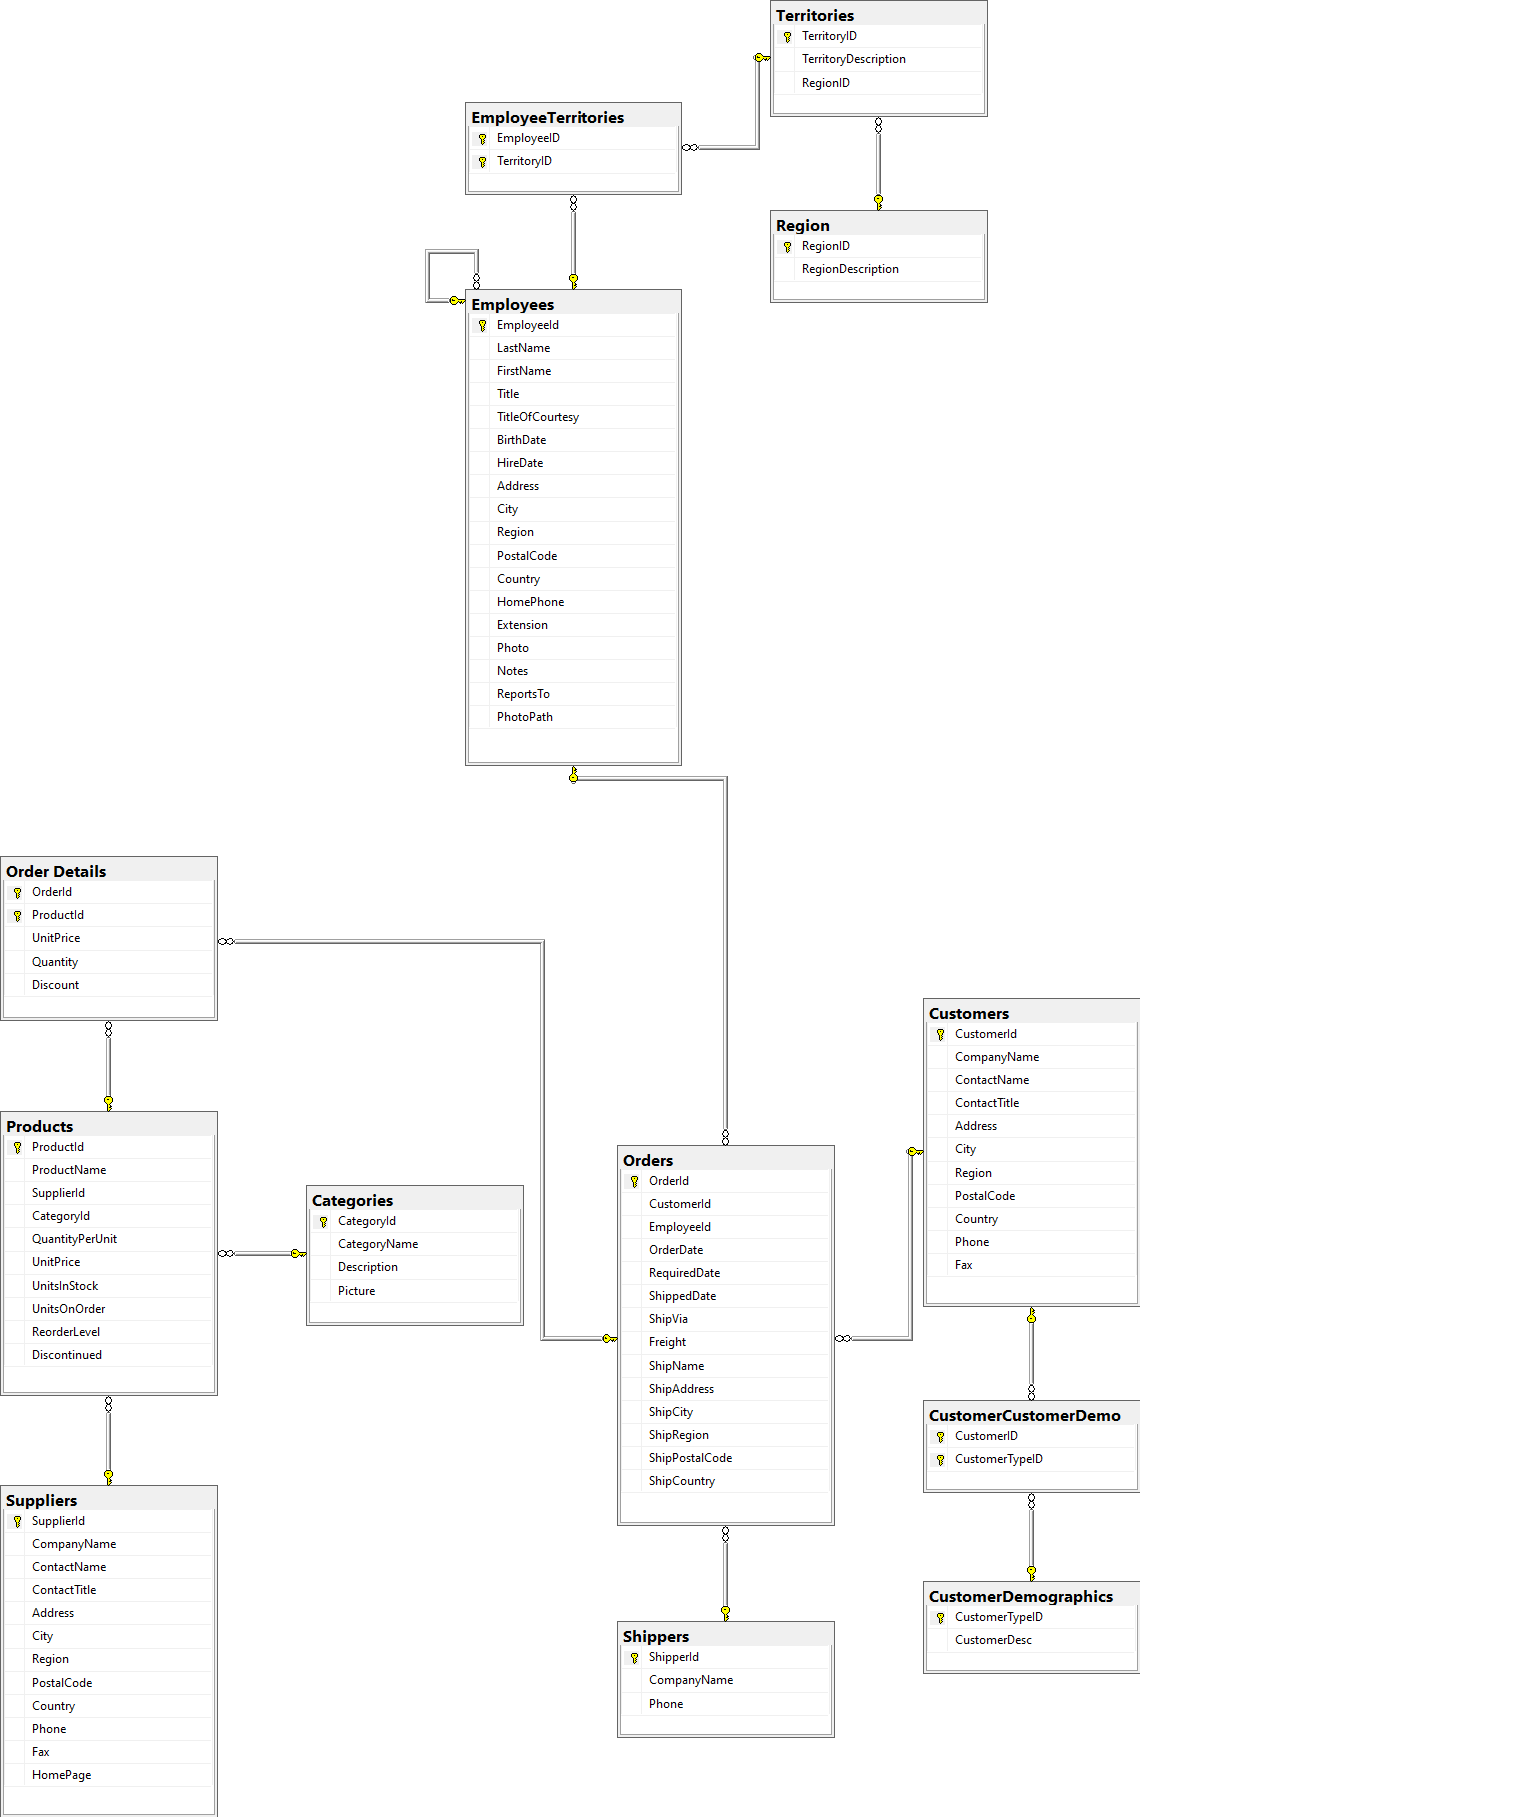 Territories
TerritoryID
TerritoryDescription
RegionID
EmployeeTerritories
EmployeeID
TerritoryID
Region
RegionID
RegionDescription
Employees
EmployeeId
LastName
FirstName
Title
TitleOfCourtesy
BirthDate
HireDate
Address
City
Region
PostalCode
Country
HomePhone
Extension
Photo
Notes
ReportsTo
PhotoPath
Order Details
OrderId
ProductId
UnitPrice
Quantity
Discount
Products
ProductId
ProductName
SupplierId
CategoryId
QuantityPerUnit
UnitPrice
UnitsInStock
UnitsOnOrder
ReorderLevel
Discontinued
Categories
CategoryId
CategoryName
Description
Picture
Orders
OrderId
CustomerId
EmployeeId
OrderDate
RequiredDate
ShippedDate
ShipVia
Freight
ShipName
ShipAddress
ShipCity
ShipRegion
ShipPostalCode
ShipCountry
Customers
CustomerId
CompanyName
ContactName
ContactTitle
Address
City
Region
PostalCode
Country
Phone
Fax
CustomerCustomerDemo
CustomerID
CustomerTypeID
CustomerDemographics
CustomerTypeID
CustomerDesc
Suppliers
SupplierId
CompanyName
ContactName
ContactTitle
Address
City
Region
PostalCode
Country
Phone
Fax
HomePage
Shippers
ShipperId
CompanyName
Phone